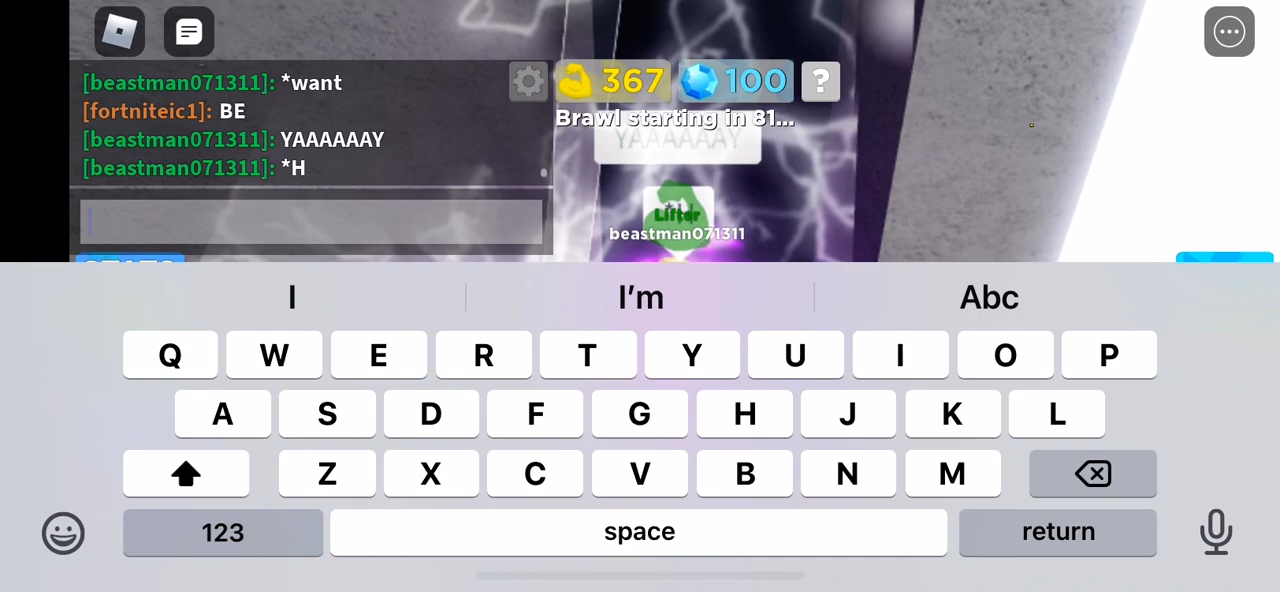 [beastman071311]: *want
[fortniteic1]: BE
[beastman071311]: YAAAAAAY
[beastman071311]: *H
367
100
?
Brawl starting in 81...
YAAAAAAY
Lifter
beastman071311
I
I’m
Abc
Q W E R T Y U I O P
A S D F G H J K L
Z X C V B N M
123
space
return